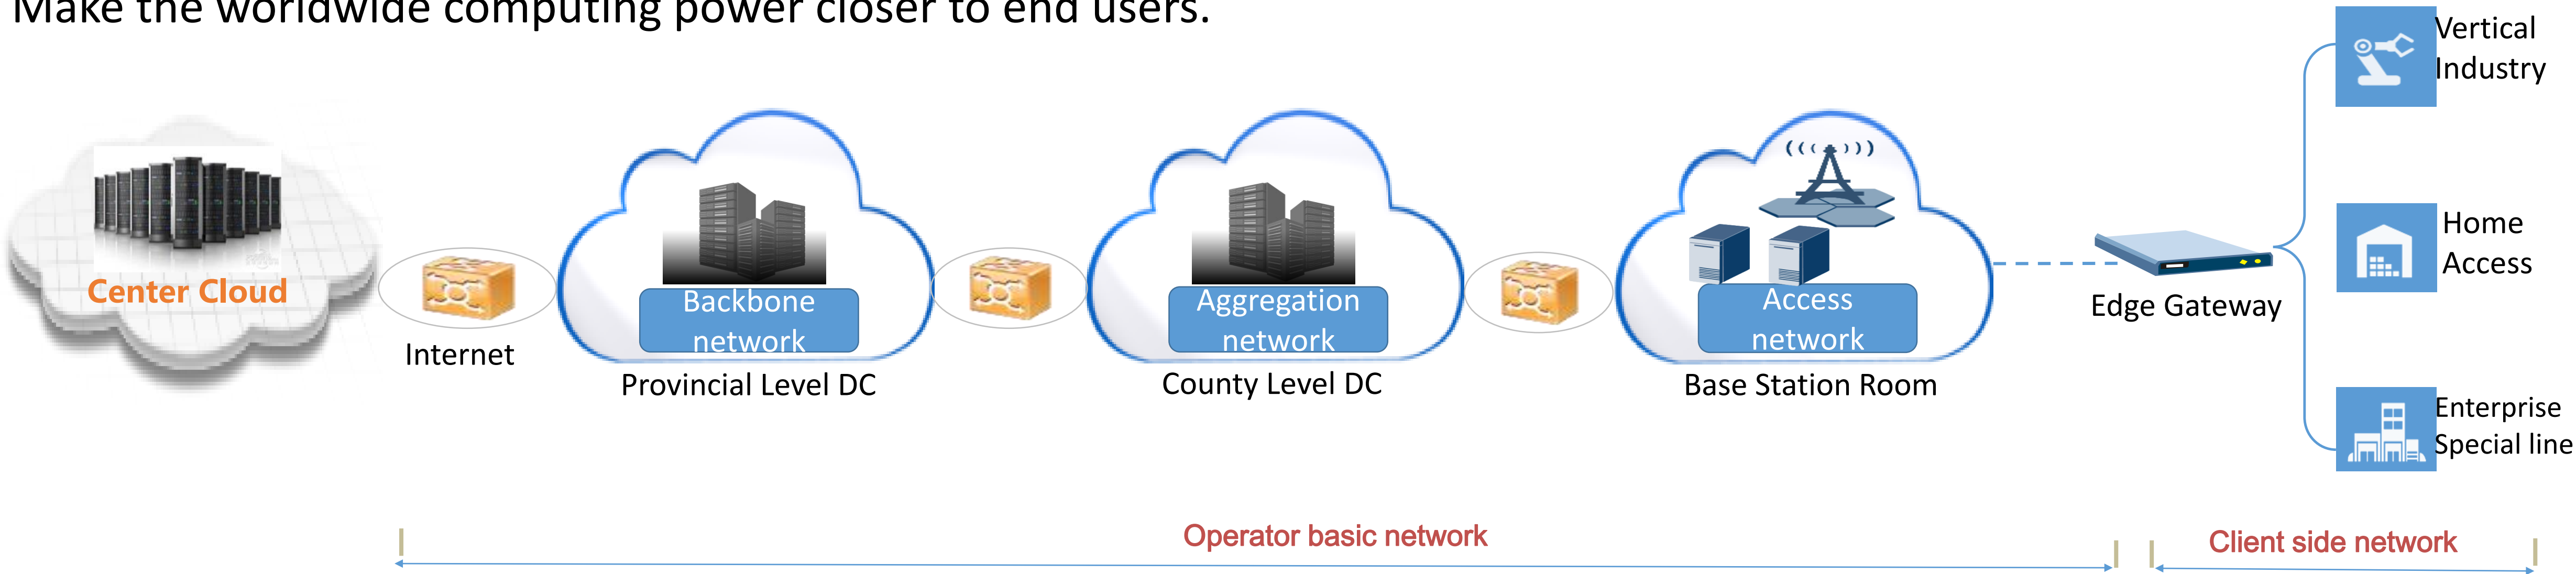 Make the worldwide computing power closer to end users.
Vertical
Industry
Center Cloud
Internet
Backbone
network
Provincial Level DC
Aggregation
network
County Level DC
Access
network
Base Station Room
Edge Gateway
Home
Access
Enterprise
Special line
Operator basic network
Client side network